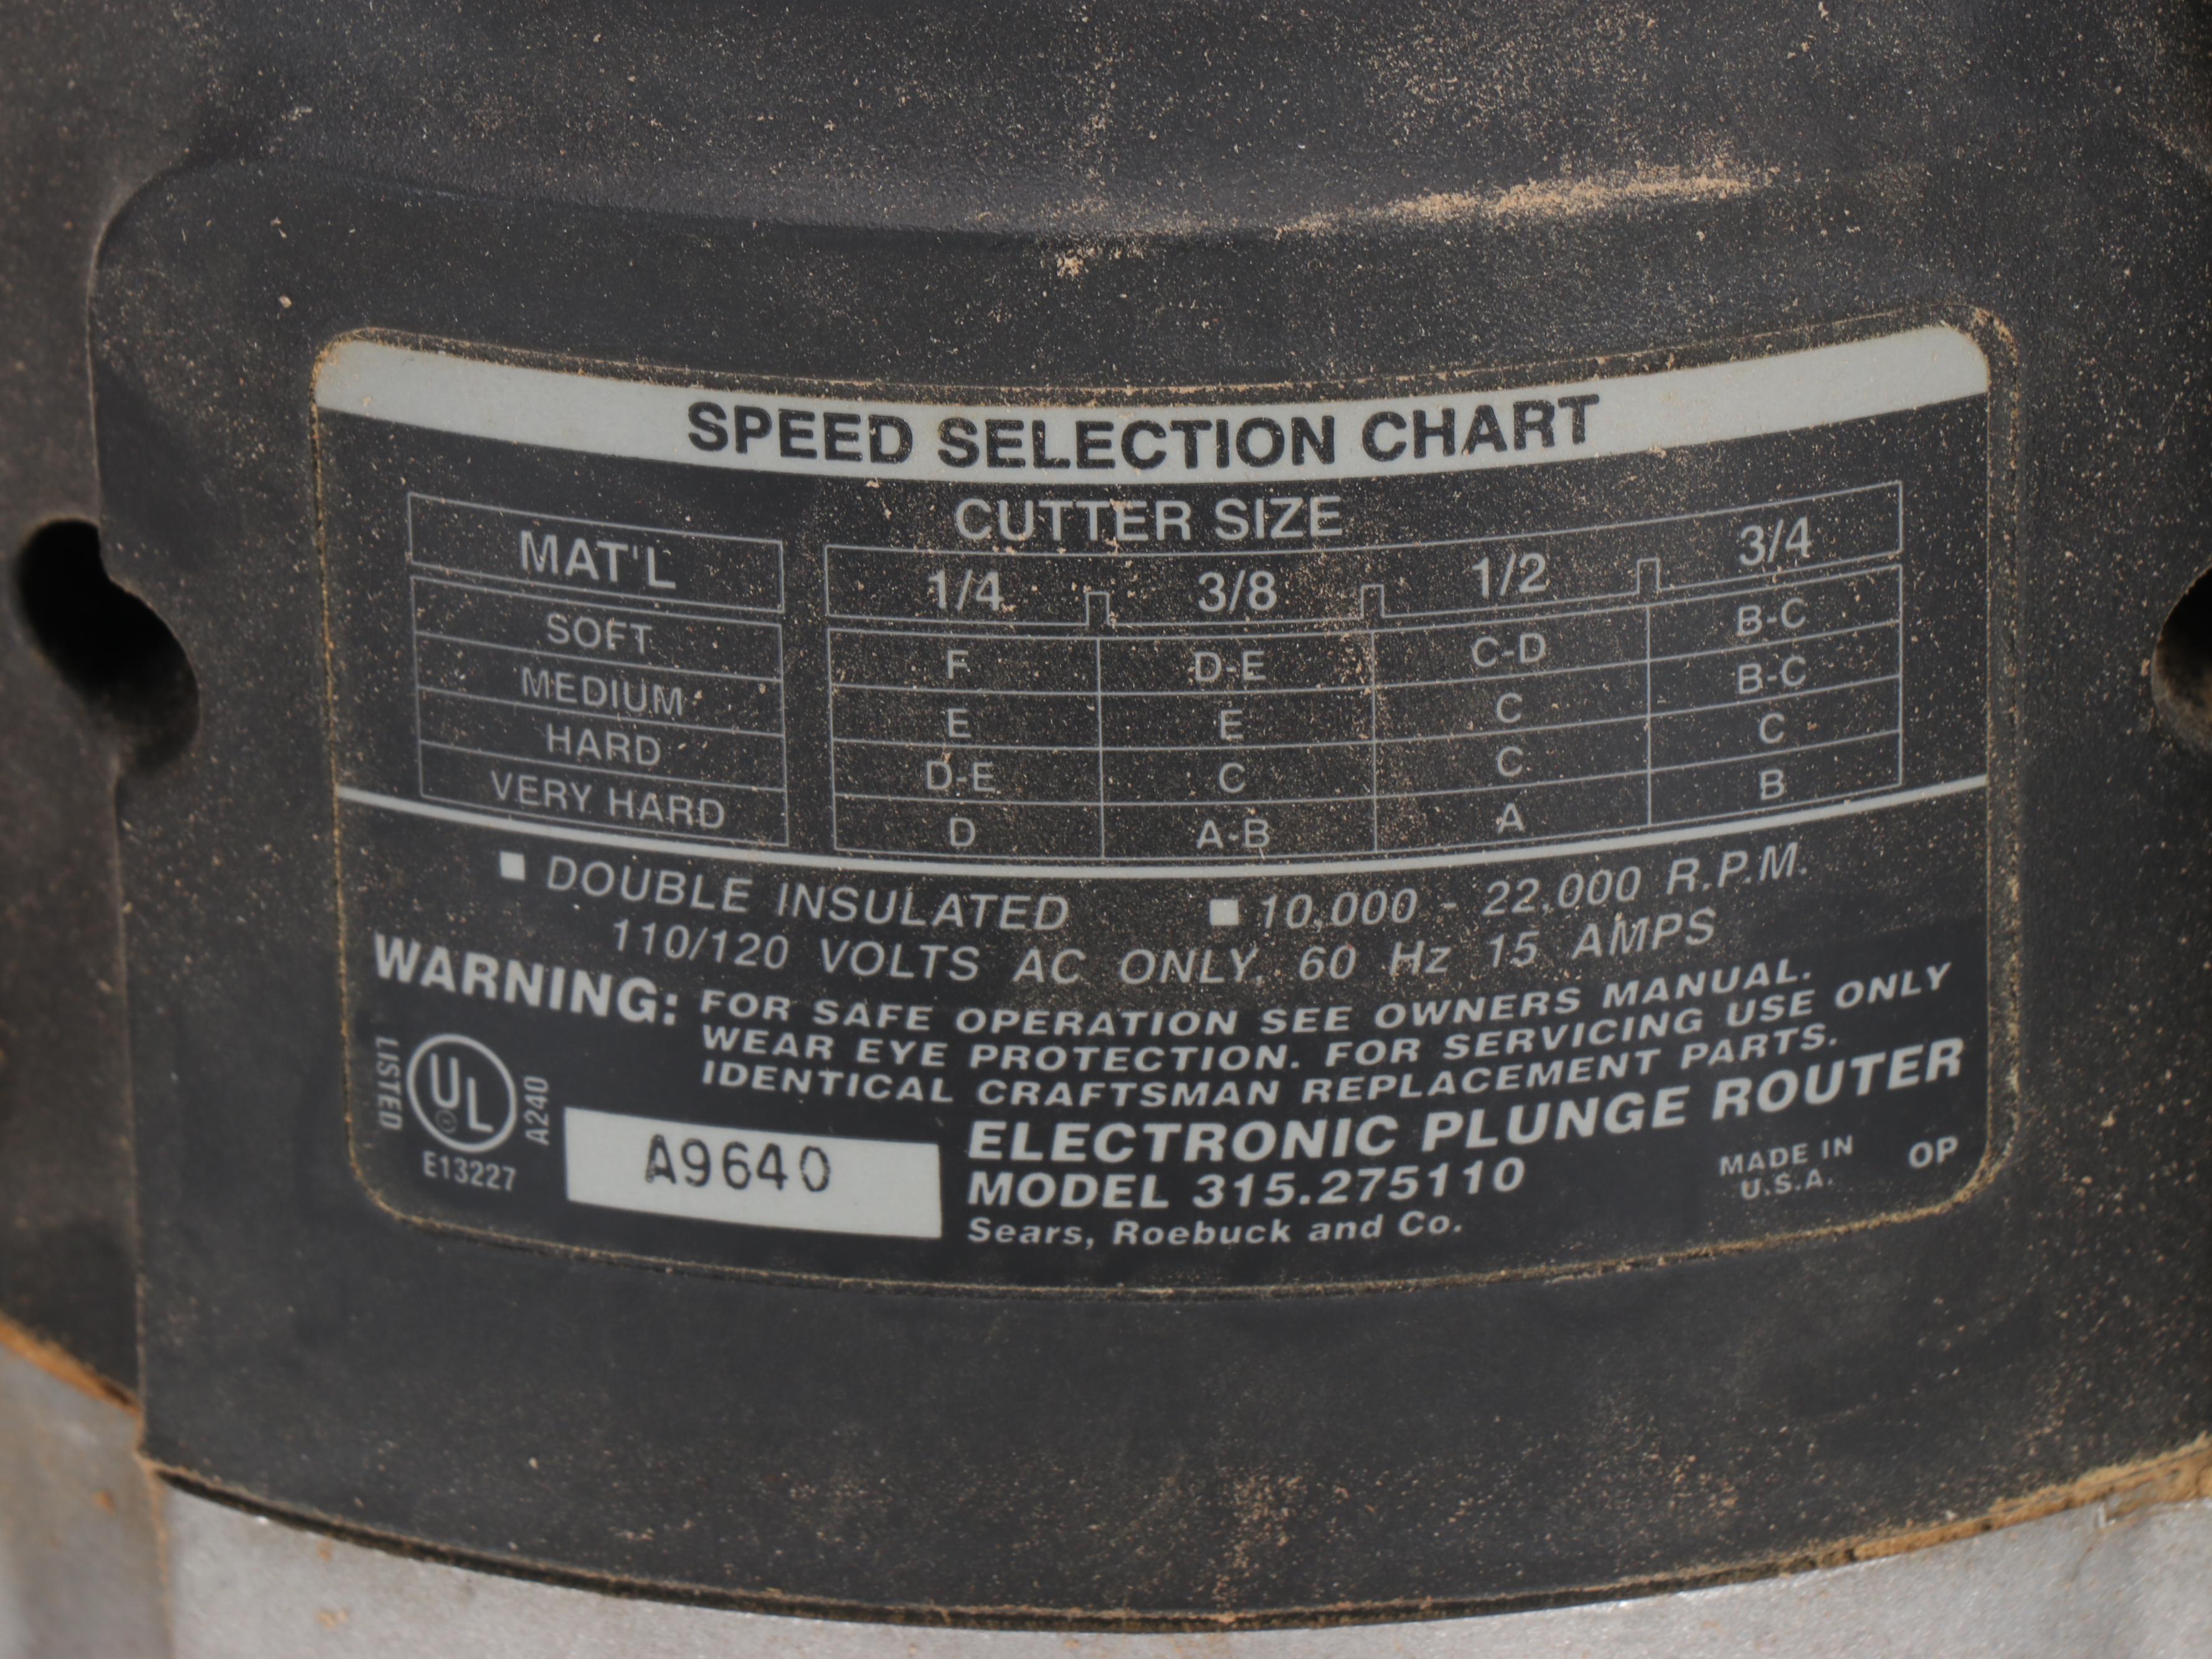 SPEED SELECTION CHART
CUTTER SIZE
MAT'L 1/4 3/8 1/2 3/4
SOFT F D-E C-D B-C
MEDIUM E E C B-C
HARD D-E C C C
VERY HARD D A-B A B
DOUBLE INSULATED 10,000 - 22,000 R.P.M.
110/120 VOLTS AC ONLY, 60 Hz 15 AMPS
WARNING: FOR SAFE OPERATION SEE OWNERS MANUAL.
WEAR EYE PROTECTION. FOR SERVICING USE ONLY
IDENTICAL CRAFTSMAN REPLACEMENT PARTS.
LISTED UL A240
E13227
A9640
ELECTRONIC PLUNGE ROUTER
MODEL 315.275110
Sears, Roebuck and Co.
MADE IN
U.S.A.
OP